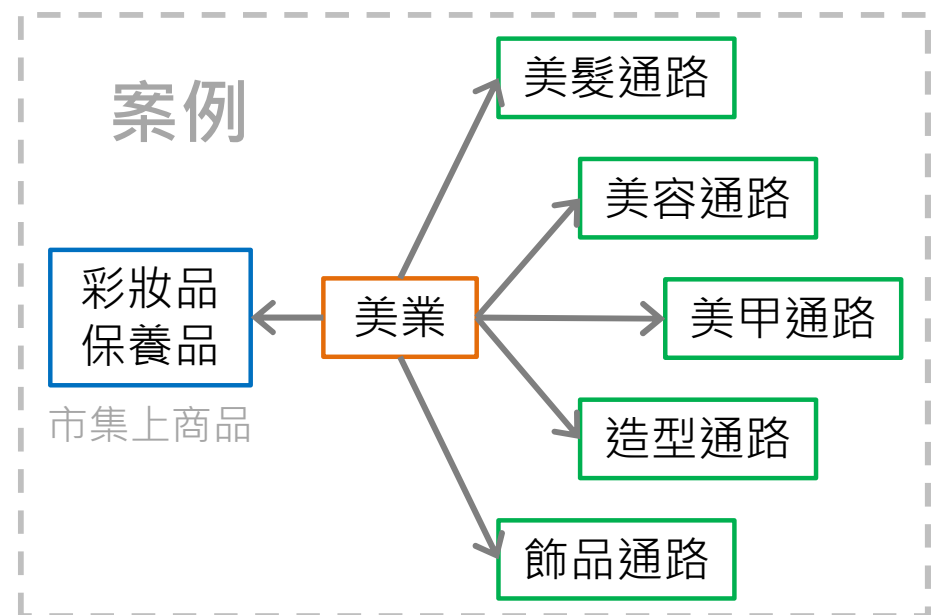 案例
美髮通路
美容通路
彩妝品
保養品
美業
美甲通路
市集上商品
造型通路
飾品通路